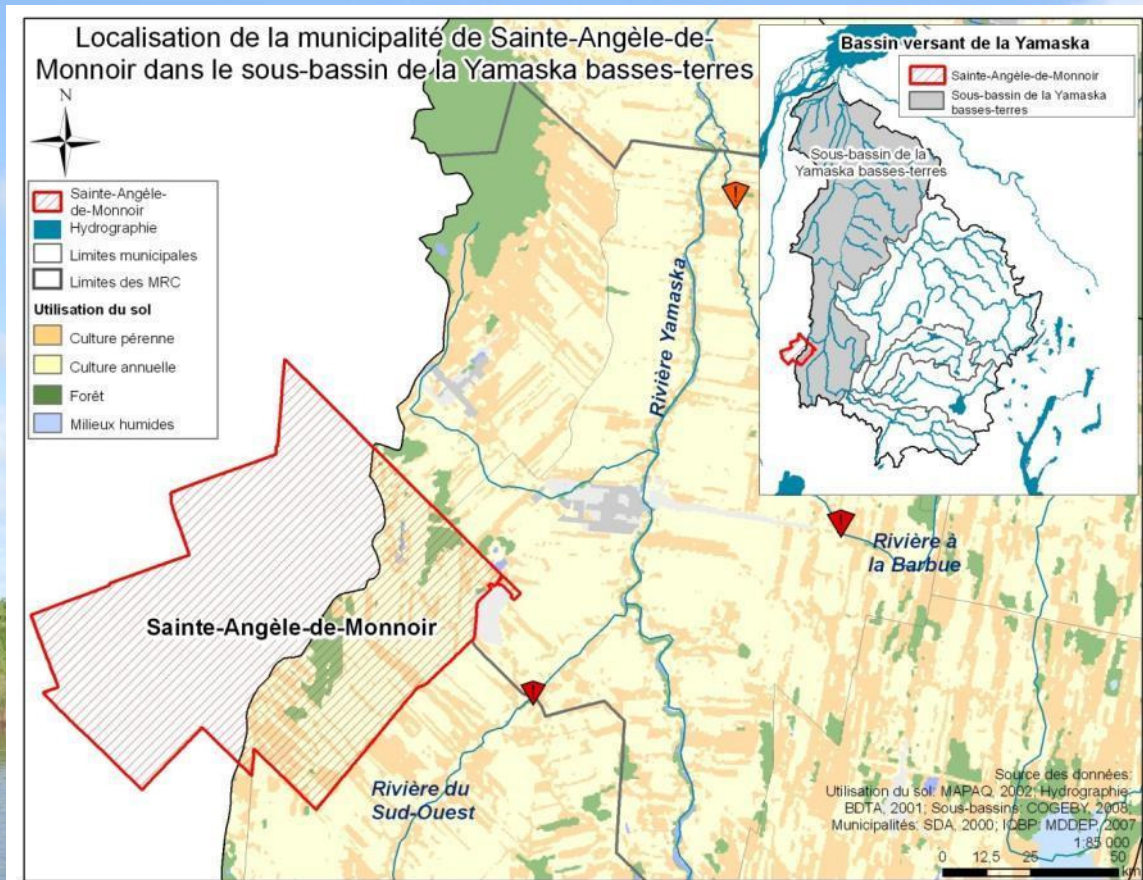 Localisation de la municipalité de Sainte-Angèle-de-
Monnoir dans le sous-bassin de la Yamaska basses-terres
N
Sainte-Angèle-
de-Monnoir
Hydrographie
Limites municipales
Limites des MRC
Utilisation du sol
Culture pérenne
Culture annuelle
Forêt
Milieux humides
Bassin versant de la Yamaska
Sainte-Angèle-de-Monnoir
Sous-bassin de la Yamaska
basses-terres
Sous-bassin de la
Yamaska basses-terres
!
Rivière Yamaska
!
Rivière à
la Barbue
Sainte-Angèle-de-Monnoir
!
Rivière du
Sud-Ouest
Source des données:
Utilisation du sol: MAPAQ, 2002; Hydrographie:
BDTA, 2001; Sous-bassins: COGEBY, 2008;
Municipalités: SDA, 2000; IQBP: MDDEP, 2007
1:85 000
0 12,5 25 50
km